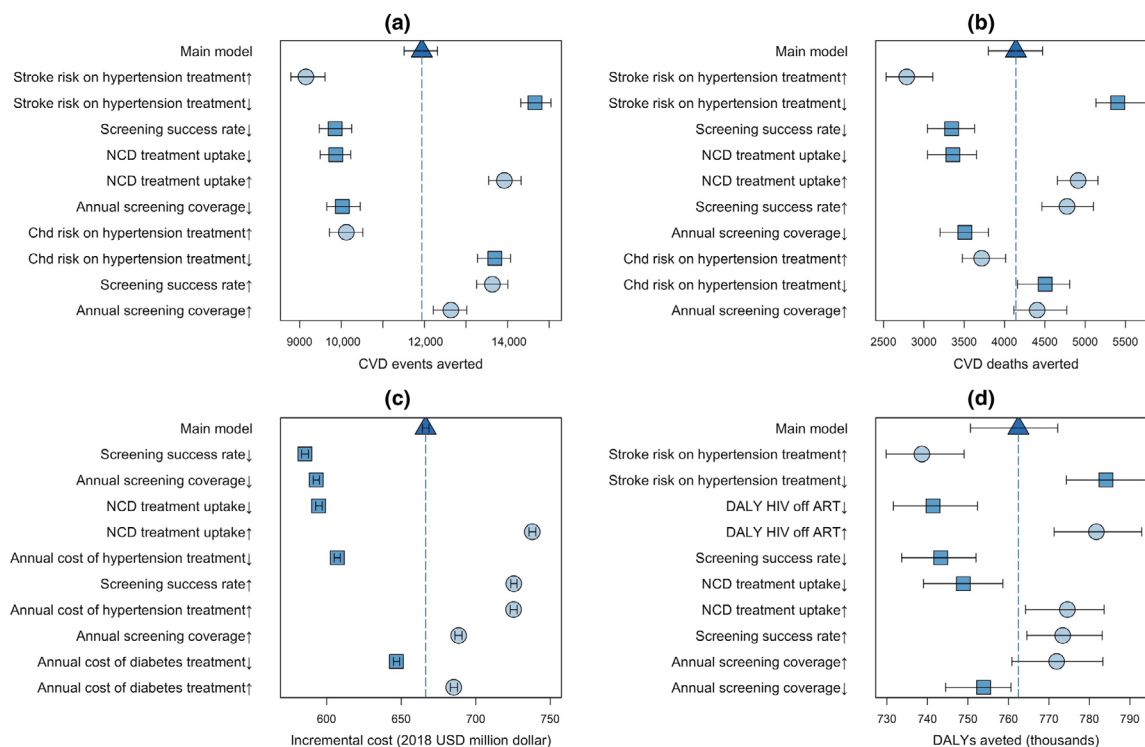 (a)
Main model
Stroke risk on hypertension treatment↑
Stroke risk on hypertension treatment↓
Screening success rate↓
NCD treatment uptake↓
NCD treatment uptake↑
Annual screening coverage↓
Chd risk on hypertension treatment↑
Chd risk on hypertension treatment↓
Screening success rate↑
Annual screening coverage↑
9000 10,000 12,000 14,000
CVD events averted
(b)
Main model
Stroke risk on hypertension treatment↑
Stroke risk on hypertension treatment↓
Screening success rate↓
NCD treatment uptake↓
NCD treatment uptake↑
Screening success rate↑
Annual screening coverage↓
Chd risk on hypertension treatment↑
Chd risk on hypertension treatment↓
Annual screening coverage↑
2500 3000 3500 4000 4500 5000 5500
CVD deaths averted
(c)
Main model
Screening success rate↓
Annual screening coverage↓
NCD treatment uptake↓
NCD treatment uptake↑
Annual cost of hypertension treatment↓
Screening success rate↑
Annual cost of hypertension treatment↑
Annual screening coverage↑
Annual cost of diabetes treatment↓
Annual cost of diabetes treatment↑
600 650 700 750
Incremental cost (2018 USD million dollar)
(d)
Main model
Stroke risk on hypertension treatment↑
Stroke risk on hypertension treatment↓
DALY HIV off ART↓
DALY HIV off ART↑
Screening success rate↓
NCD treatment uptake↓
NCD treatment uptake↑
Screening success rate↑
Annual screening coverage↑
Annual screening coverage↓
730 740 750 760 770 780 790
DALYs aveted (thousands)